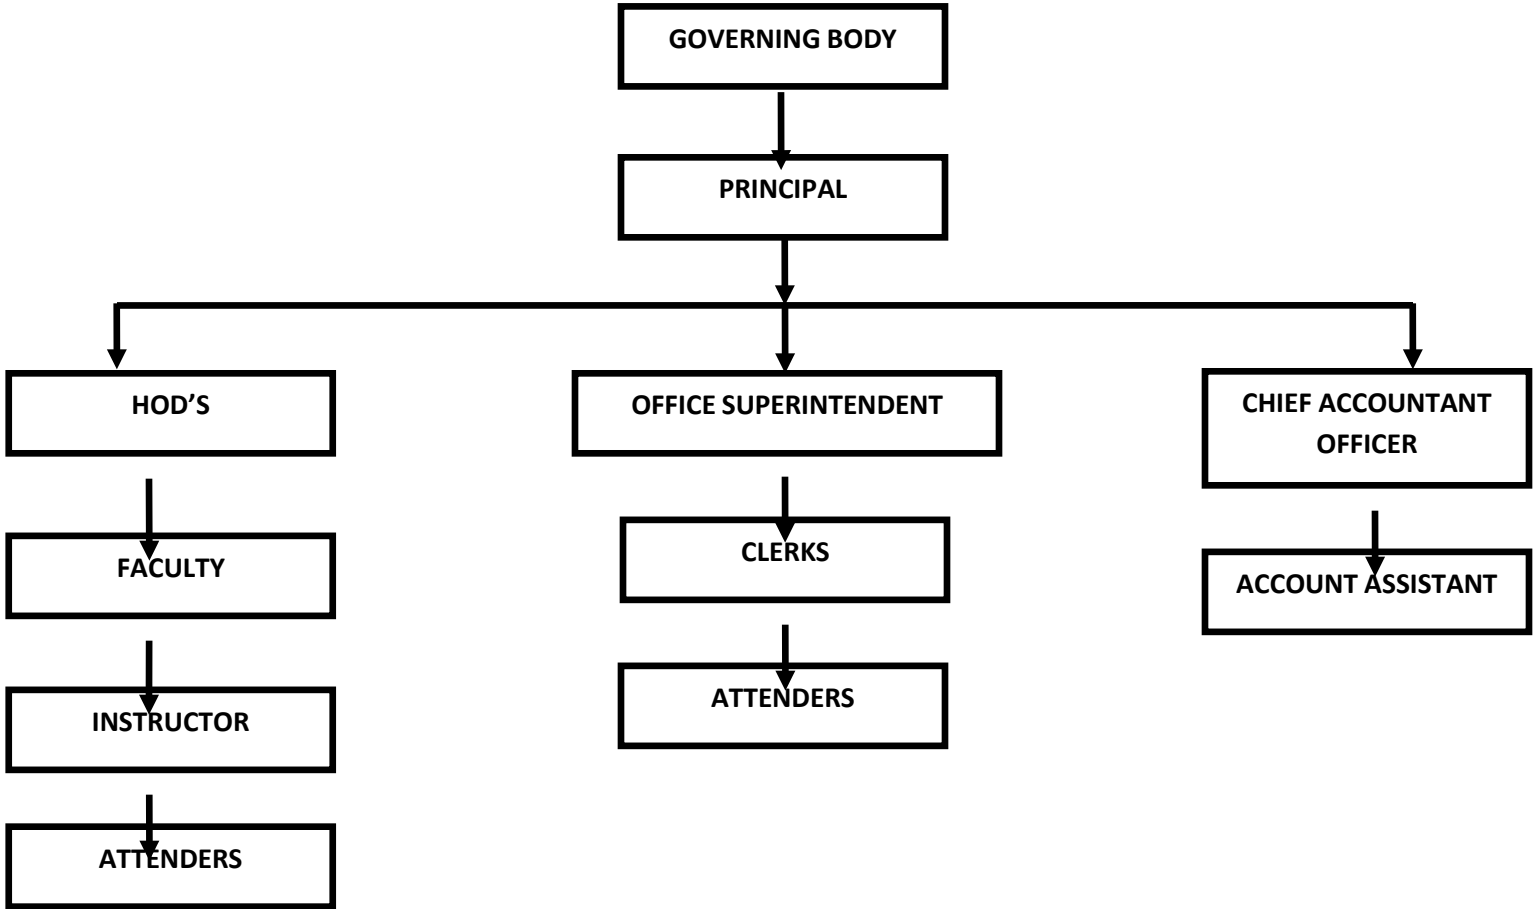 GOVERNING BODY
PRINCIPAL
HOD’S
OFFICE SUPERINTENDENT
CHIEF ACCOUNTANT
OFFICER
FACULTY
CLERKS
ACCOUNT ASSISTANT
INSTRUCTOR
ATTENDERS
ATTENDERS